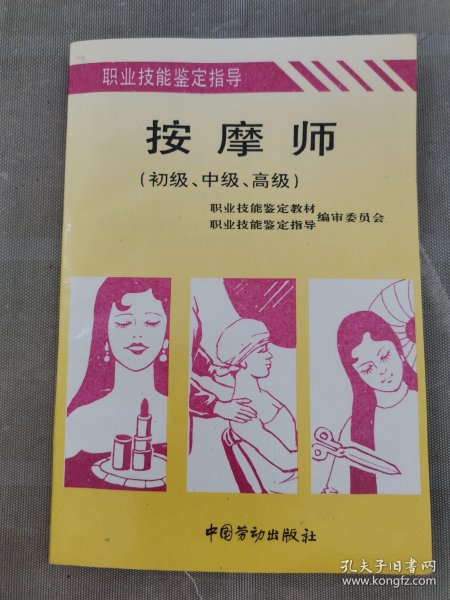 职业技能鉴定指导
按摩师
(初级、中级、高级)
职业技能鉴定教材
职业技能鉴定指导 编审委员会
中国劳动出版社
孔夫子旧书网
www.kongfz.com